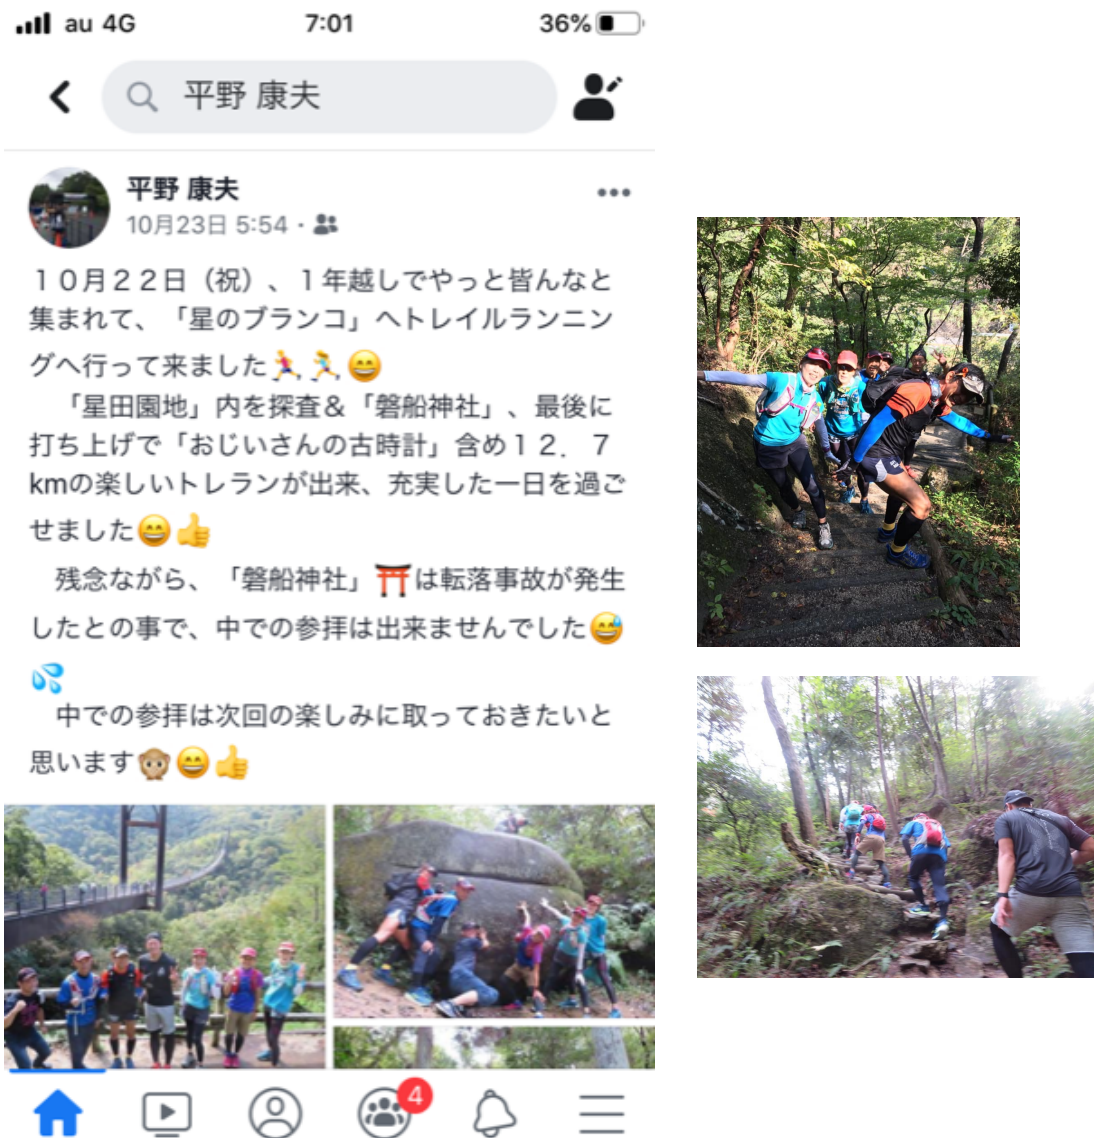 au 4G 7:01 36%
平野 康夫
平野 康夫
10月23日 5:54 ·
１０月２２日（祝）、１年越しでやっと皆んなと
集まれて、「星のブランコ」へトレイルランニン
グへ行って来ました🏃‍♀️🏃‍♂️😄
　「星田園地」内を探査＆「磐船神社」、最後に
打ち上げで「おじいさんの古時計」含め１２．７
kmの楽しいトレランが出来、充実した一日を過ご
せました😄👍
　残念ながら、「磐船神社」⛩は転落事故が発生
したとの事で、中での参拝は出来ませんでした😅
💦
　中での参拝は次回の楽しみに取っておきたいと
思います🐵😄👍
4